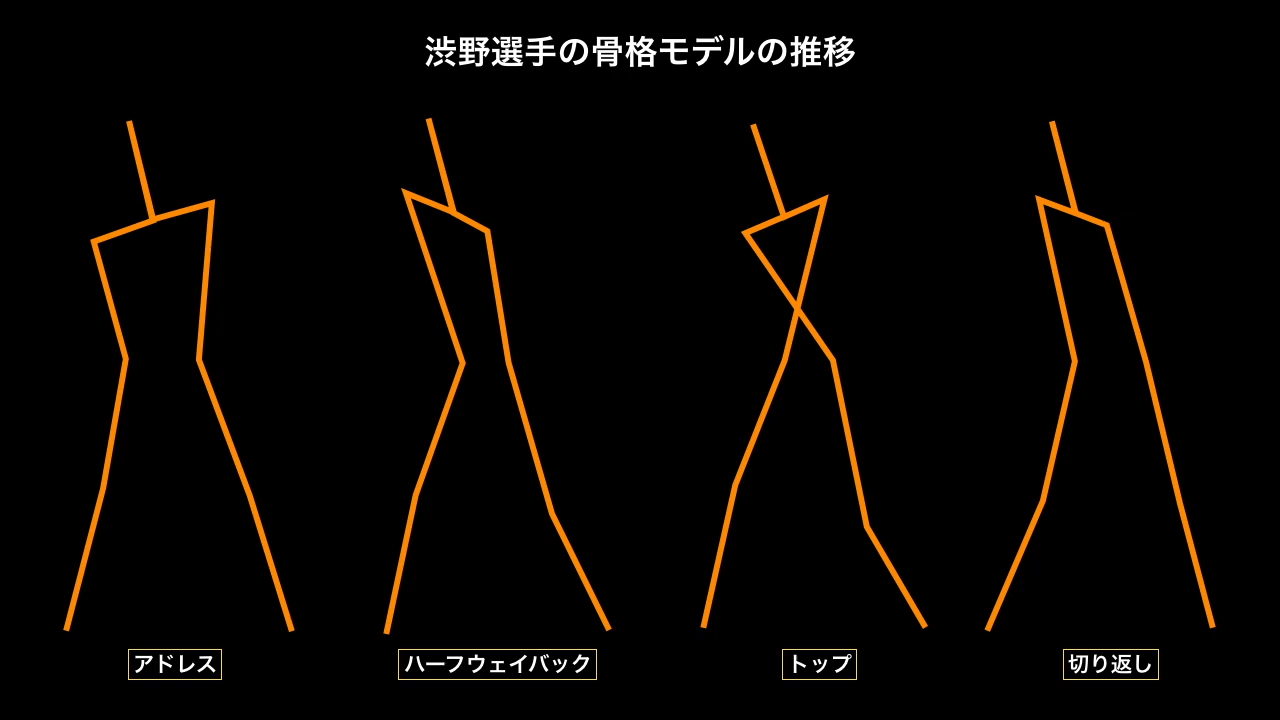 渋野選手の骨格モデルの推移
アドレス
ハーフウェイバック
トップ
切り返し